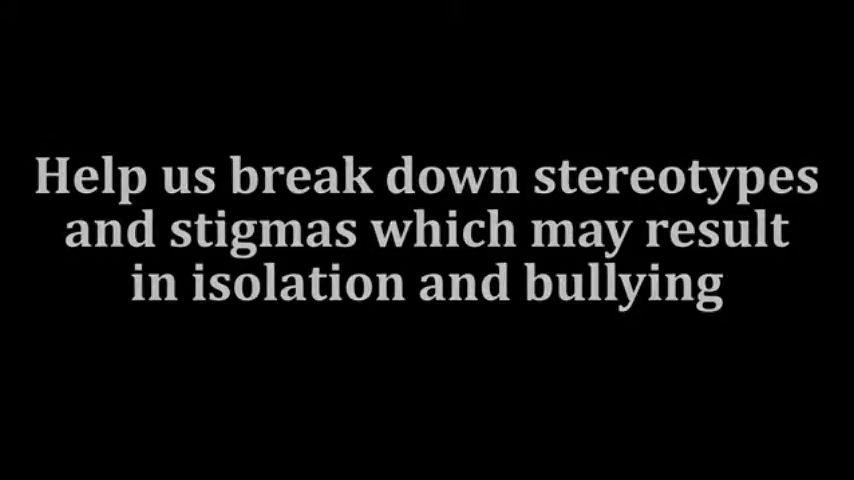 Help us break down stereotypes
and stigmas which may result
in isolation and bullying